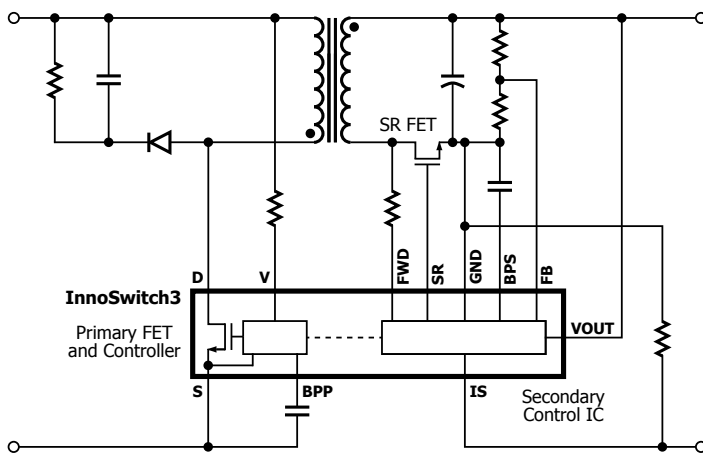 SR FET
D
V
FWD
SR
GND
BPS
FB
InnoSwitch3
Primary FET
and Controller
VOUT
S
BPP
IS
Secondary
Control IC